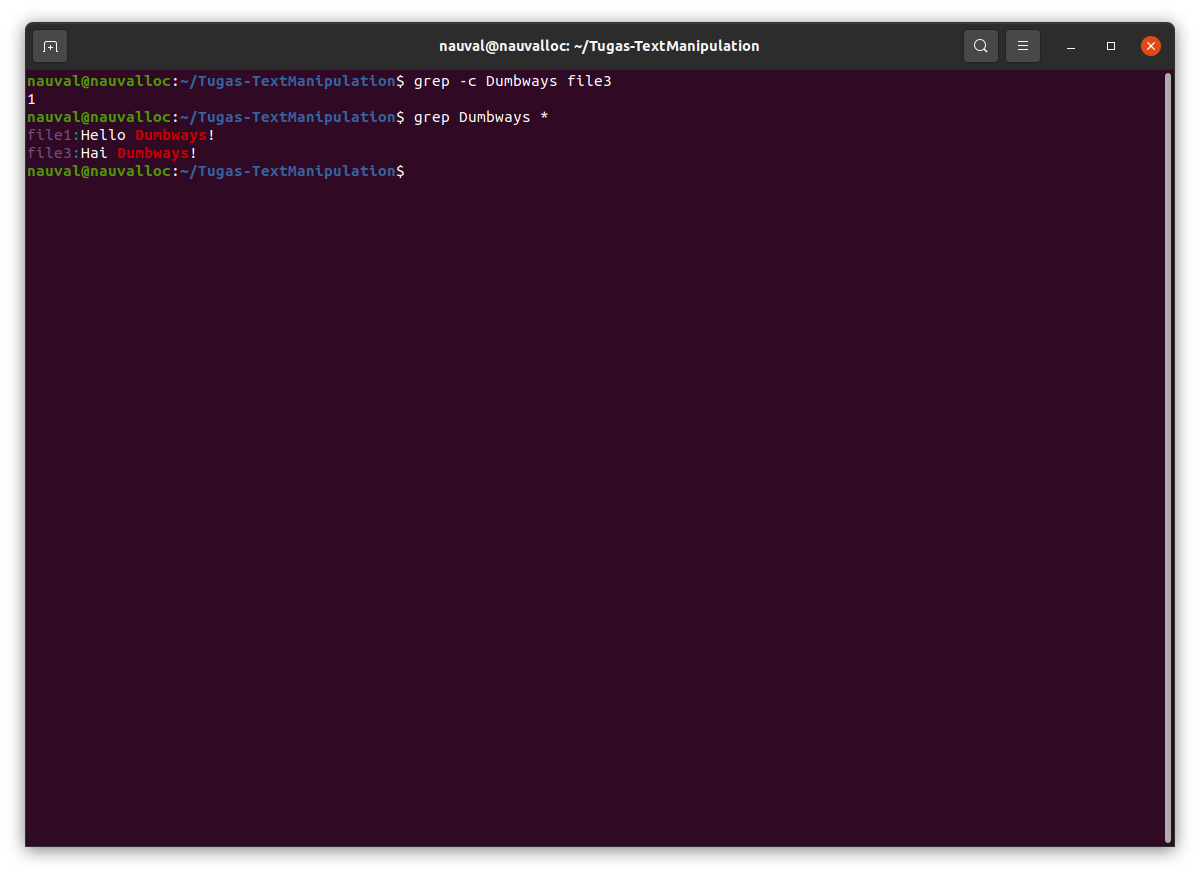 nauval@nauvalloc: ~/Tugas-TextManipulation
nauval@nauvalloc:~/Tugas-TextManipulation$ grep -c Dumbways file3
1
nauval@nauvalloc:~/Tugas-TextManipulation$ grep Dumbways *
file1:Hello Dumbways!
file3:Hai Dumbways!
nauval@nauvalloc:~/Tugas-TextManipulation$